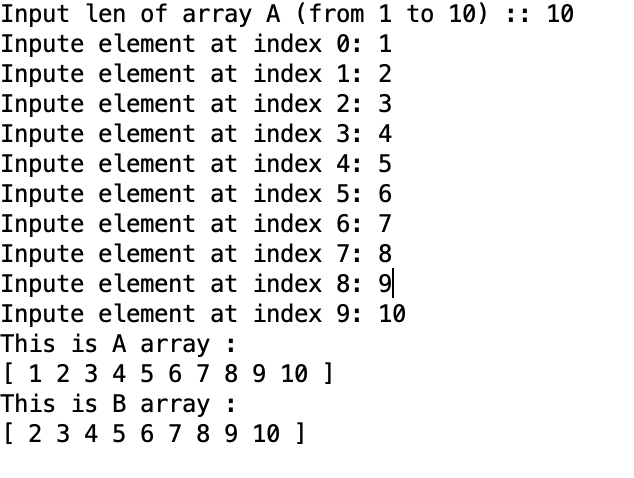 Input len of array A (from 1 to 10) :: 10
Inpute element at index 0: 1
Inpute element at index 1: 2
Inpute element at index 2: 3
Inpute element at index 3: 4
Inpute element at index 4: 5
Inpute element at index 5: 6
Inpute element at index 6: 7
Inpute element at index 7: 8
Inpute element at index 8: 9
Inpute element at index 9: 10
This is A array :
[ 1 2 3 4 5 6 7 8 9 10 ]
This is B array :
[ 2 3 4 5 6 7 8 9 10 ]